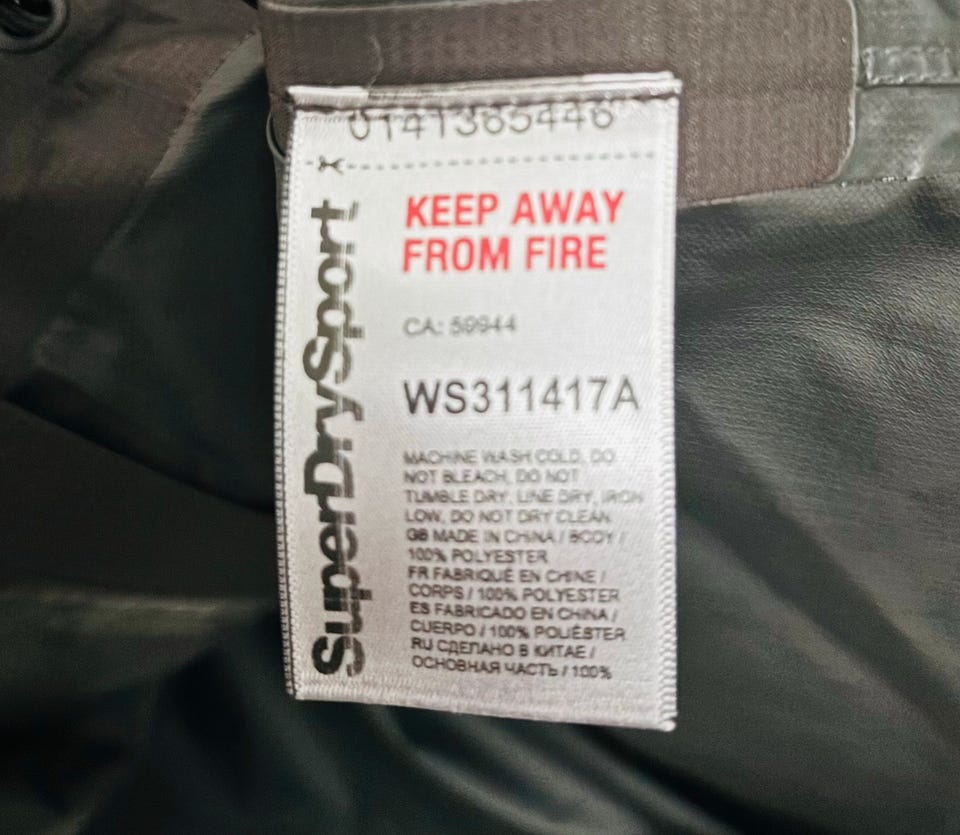 0141385446
SuperDrySport
KEEP AWAY
FROM FIRE
CA: 59944
WS311417A
MACHINE WASH COLD, DO
NOT BLEACH, DO NOT
TUMBLE DRY, LINE DRY, IRON
LOW, DO NOT DRY CLEAN
GB MADE IN CHINA / BODY /
100% POLYESTER
FR FABRIQUÉ EN CHINE /
CORPS / 100% POLYESTER
ES FABRICADO EN CHINA /
CUERPO / 100% POLIÉSTER
RU СДЕЛАНО В КИТАЕ /
ОСНОВНАЯ ЧАСТЬ / 100%